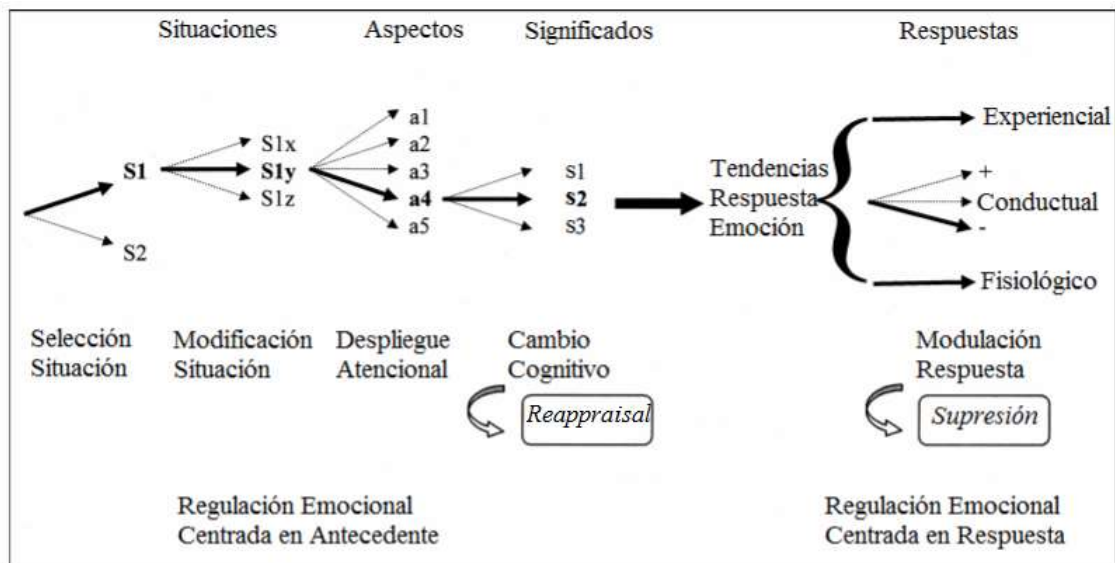 Situaciones Aspectos Significados Respuestas
a1
Experiencial
S1x
a2
S1
S1y
a3
s1
Tendencias
+
S1z
a4
s2
Respuesta
Conductual
S2
a5
s3
Emoción
-
Fisiológico
Selección
Situación
Modificación
Situación
Despliegue
Atencional
Cambio
Cognitivo
Reappraisal
Modulación
Respuesta
Supresión
Regulación Emocional
Centrada en Antecedente
Regulación Emocional
Centrada en Respuesta